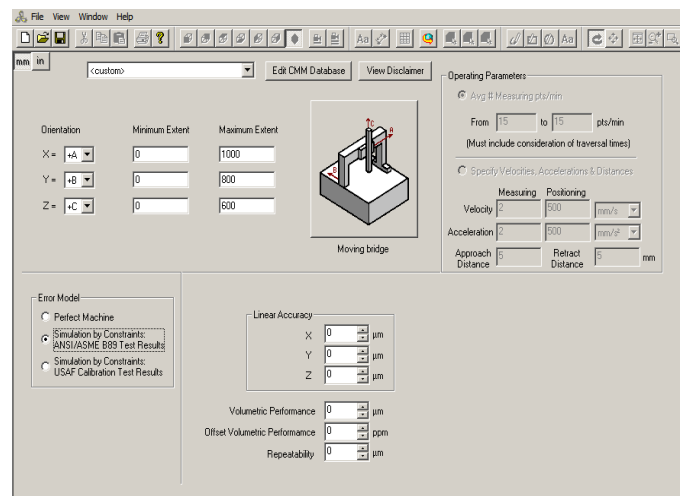 File View Window Help
Aa
Aa
mm in
<custom>
Edit CMM Database
View Disclaimer
Orientation Minimum Extent Maximum Extent
X = +A 0 1000
Y = +B 0 800
Z = +C 0 600
C
A
B
Moving bridge
Operating Parameters
Avg # Measuring pts/min
From 15 to 15 pts/min
(Must include consideration of traversal times)
Specify Velocities, Accelerations & Distances
Measuring Positioning
Velocity 2 500 mm/s
Acceleration 2 500 mm/s²
Approach Distance 5 Retract Distance 5 mm
Error Model
Perfect Machine
Simulation by Constraints:
ANSI/ASME B89 Test Results
Simulation by Constraints:
USAF Calibration Test Results
Linear Accuracy
X 0 µm
Y 0 µm
Z 0 µm
Volumetric Performance 0 µm
Offset Volumetric Performamce 0 ppm
Repeatability 0 µm